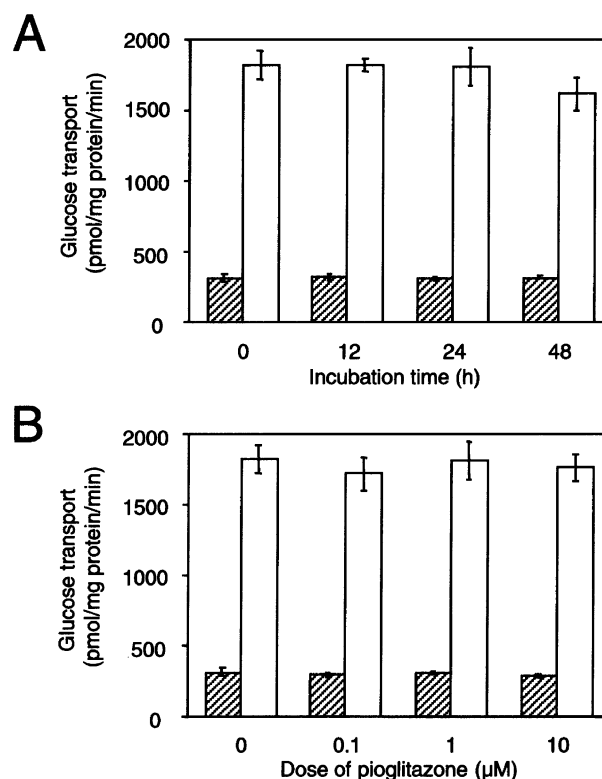 A
Glucose transport
(pmol/mg protein/min)
2000
1500
1000
500
0
0 12 24 48
Incubation time (h)
B
Glucose transport
(pmol/mg protein/min)
2000
1500
1000
500
0
0 0.1 1 10
Dose of pioglitazone (μM)